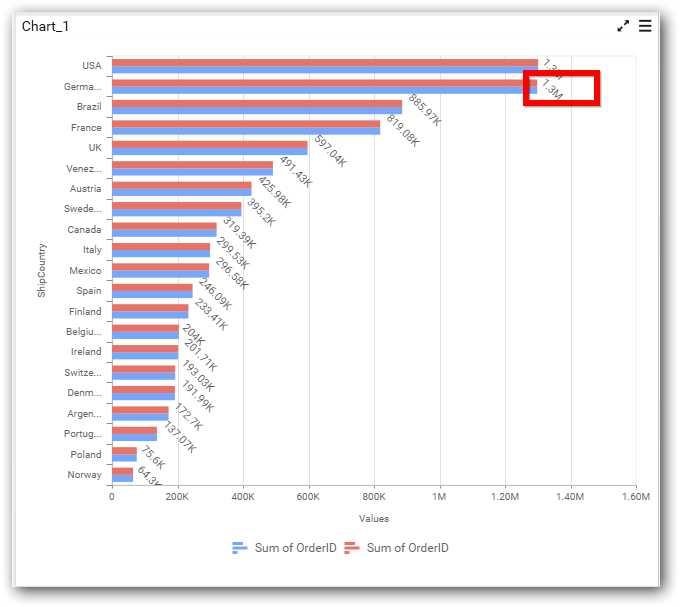 Chart_1
USA
1.3M
Germa...
1.3M
Brazil
885.97K
France
819.08K
UK
597.04K
Venez...
491.43K
Austria
425.98K
Swede...
395.2K
Canada
319.39K
Italy
299.53K
Mexico
296.58K
Spain
246.09K
Finland
233.41K
Belgiu...
204K
Ireland
201.71K
Switze...
193.03K
Denm...
191.99K
Argen...
172.7K
Portug...
137.07K
Poland
75.6K
Norway
64.3K
ShipCountry
0 200K 400K 600K 800K 1M 1.20M 1.40M 1.60M
Values
Sum of OrderID Sum of OrderID